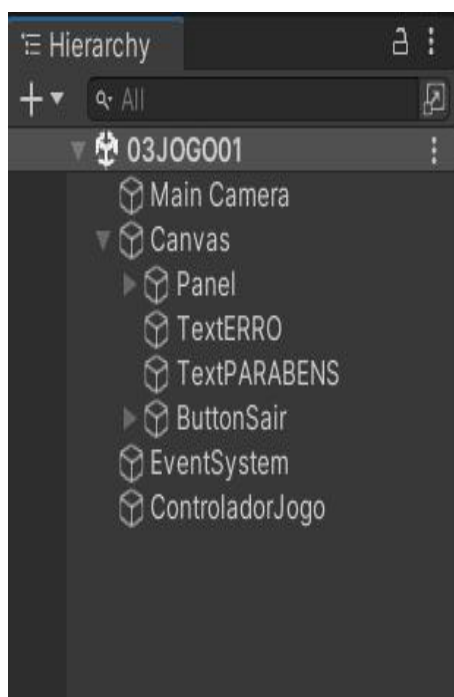 Hierarchy
All
03JOGO01
Main Camera
Canvas
Panel
TextERRO
TextPARABENS
ButtonSair
EventSystem
ControladorJogo